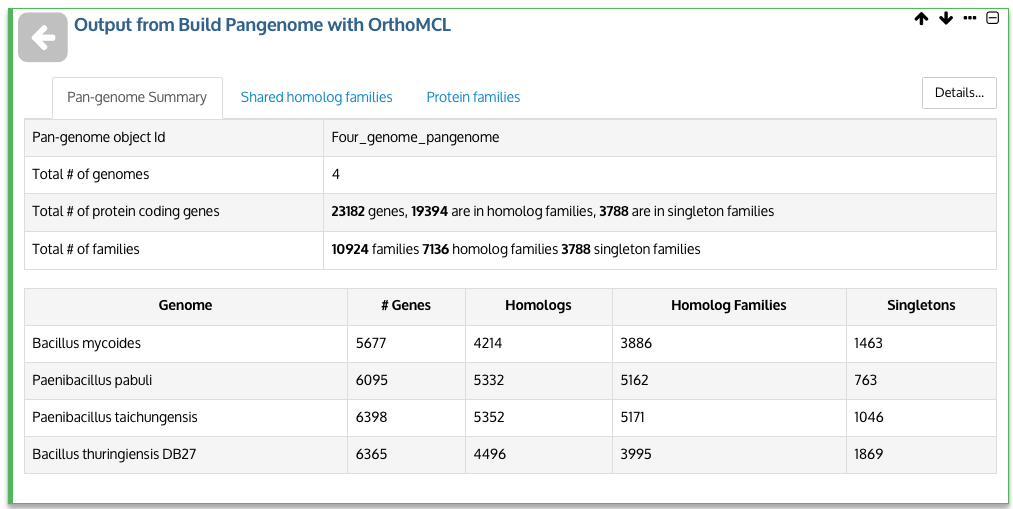 Output from Build Pangenome with OrthoMCL
Pan-genome Summary Shared homolog families Protein families Details...
Pan-genome object Id Four_genome_pangenome
Total # of genomes 4
Total # of protein coding genes 23182 genes, 19394 are in homolog families, 3788 are in singleton families
Total # of families 10924 families 7136 homolog families 3788 singleton families
Genome # Genes Homologs Homolog Families Singletons
Bacillus mycoides 5677 4214 3886 1463
Paenibacillus pabuli 6095 5332 5162 763
Paenibacillus taichungensis 6398 5352 5171 1046
Bacillus thuringiensis DB27 6365 4496 3995 1869